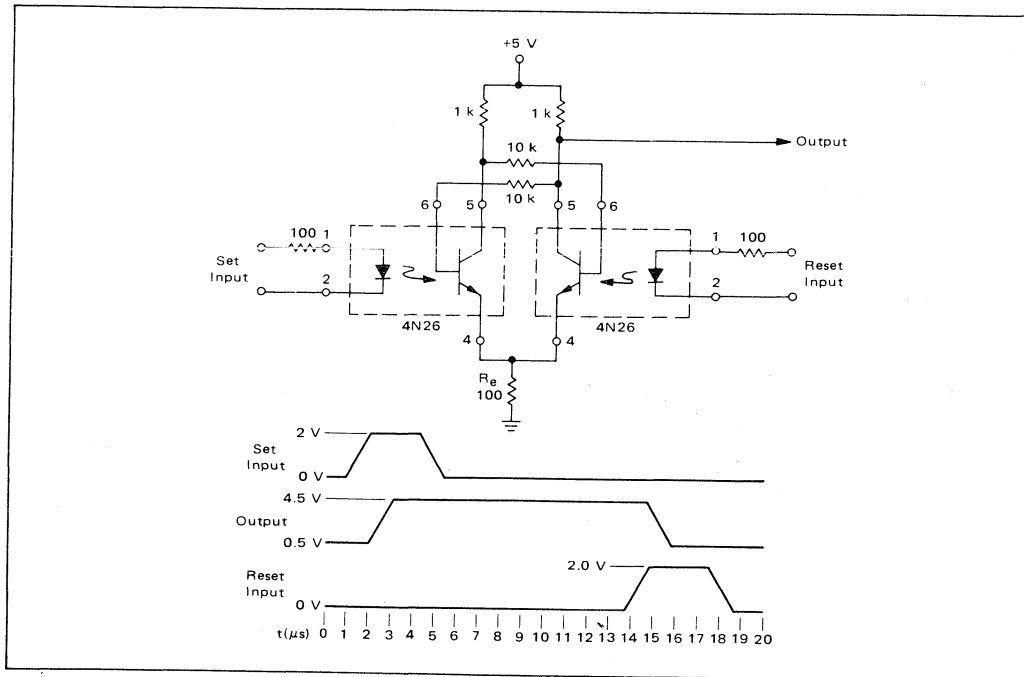 +5 V
1 k
1 k
Output
10 k
10 k
6
5
5
6
100
1
1
100
Set
Input
2
2
Reset
Input
4N26
4N26
4
4
Re
100
2 V
Set
Input
0 V
4.5 V
Output
0.5 V
2.0 V
Reset
Input
0 V
t(μs) 0 1 2 3 4 5 6 7 8 9 10 11 12 13 14 15 16 17 18 19 20